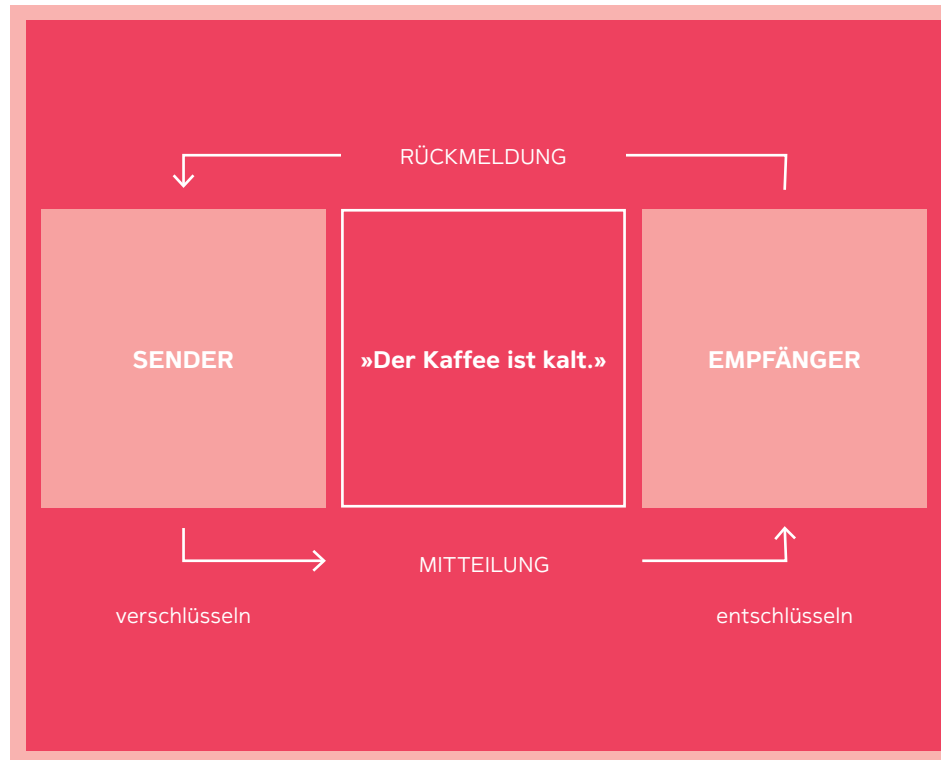 RÜCKMELDUNG
SENDER
»Der Kaffee ist kalt.»
EMPFÄNGER
MITTEILUNG
verschlüsseln
entschlüsseln